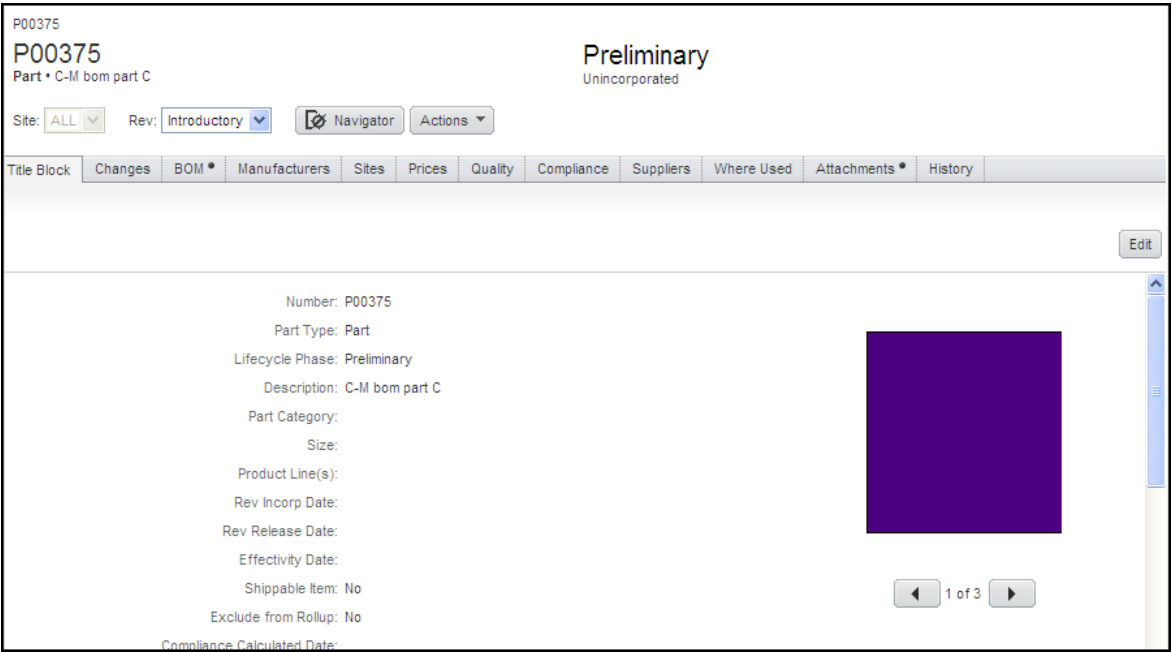 P00375
P00375
Preliminary
Part • C-M bom part C
Unincorporated
Site: ALL Rev: Introductory Navigator Actions
Title Block Changes BOM • Manufacturers Sites Prices Quality Compliance Suppliers Where Used Attachments • History
Edit
Number: P00375
Part Type: Part
Lifecycle Phase: Preliminary
Description: C-M bom part C
Part Category:
Size:
Product Line(s):
Rev Incorp Date:
Rev Release Date:
Effectivity Date:
Shippable Item: No
1 of 3
Exclude from Rollup: No
Compliance Calculated Date: